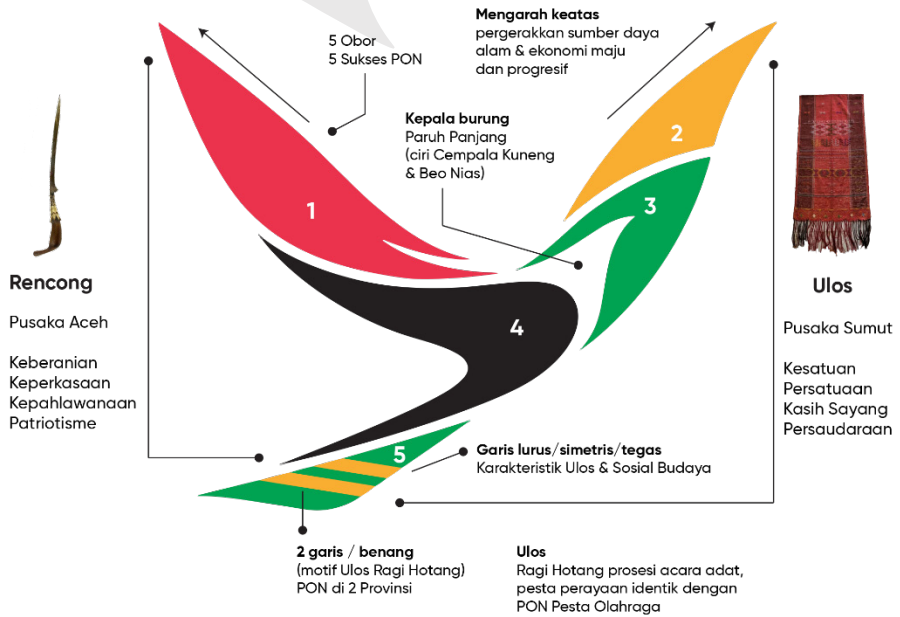 Mengarah keatas
pergerakkan sumber daya
alam & ekonomi maju
dan progresif
5 Obor
5 Sukses PON
Kepala burung
Paruh Panjang
(ciri Cempala Kuneng
& Beo Nias)
1
2
3
4
5
Rencong
Pusaka Aceh
Keberanian
Keperkasaan
Kepahlawanaan
Patriotisme
Ulos
Pusaka Sumut
Kesatuan
Persatuaan
Kasih Sayang
Persaudaraan
Garis lurus/simetris/tegas
Karakteristik Ulos & Sosial Budaya
2 garis / benang
(motif Ulos Ragi Hotang)
PON di 2 Provinsi
Ulos
Ragi Hotang prosesi acara adat,
pesta perayaan identik dengan
PON Pesta Olahraga